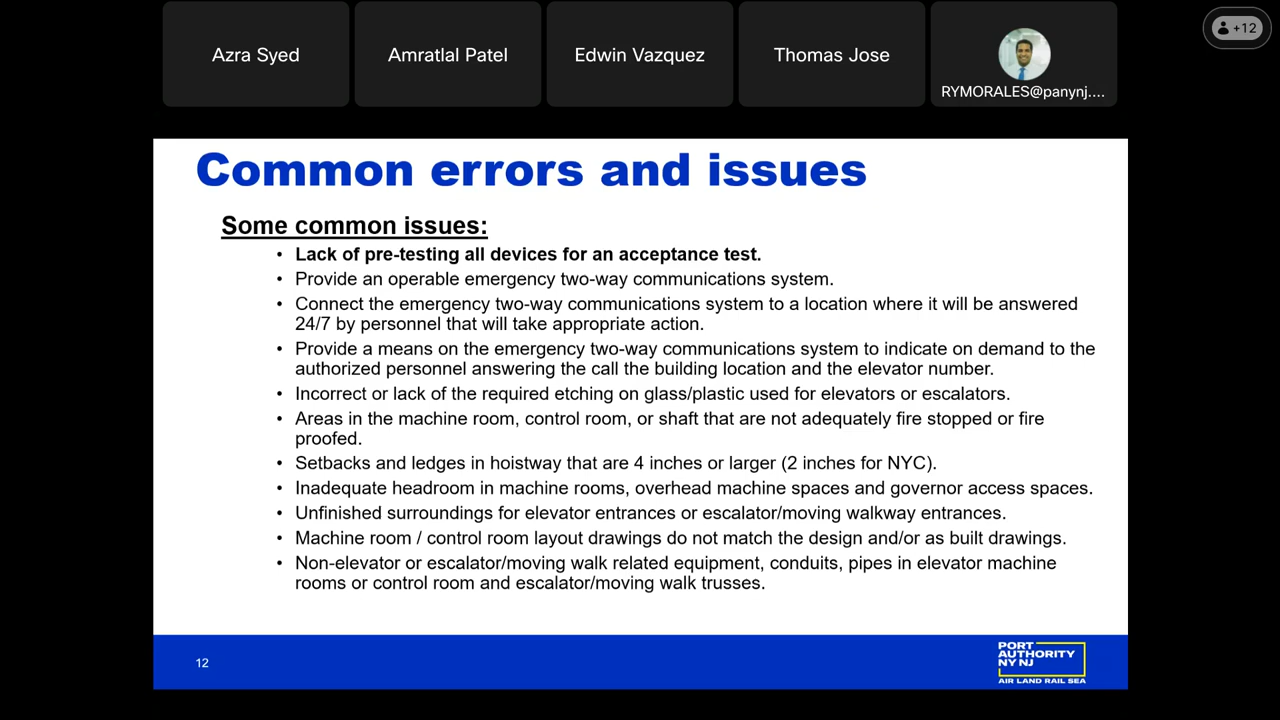 Azra Syed
Amratlal Patel
Edwin Vazquez
Thomas Jose
RYMORALES@panynj....
+12
Common errors and issues
Some common issues:
• Lack of pre-testing all devices for an acceptance test.
• Provide an operable emergency two-way communications system.
• Connect the emergency two-way communications system to a location where it will be answered
24/7 by personnel that will take appropriate action.
• Provide a means on the emergency two-way communications system to indicate on demand to the
authorized personnel answering the call the building location and the elevator number.
• Incorrect or lack of the required etching on glass/plastic used for elevators or escalators.
• Areas in the machine room, control room, or shaft that are not adequately fire stopped or fire
proofed.
• Setbacks and ledges in hoistway that are 4 inches or larger (2 inches for NYC).
• Inadequate headroom in machine rooms, overhead machine spaces and governor access spaces.
• Unfinished surroundings for elevator entrances or escalator/moving walkway entrances.
• Machine room / control room layout drawings do not match the design and/or as built drawings.
• Non-elevator or escalator/moving walk related equipment, conduits, pipes in elevator machine
rooms or control room and escalator/moving walk trusses.
12
PORT
AUTHORITY
NY NJ
AIR LAND RAIL SEA